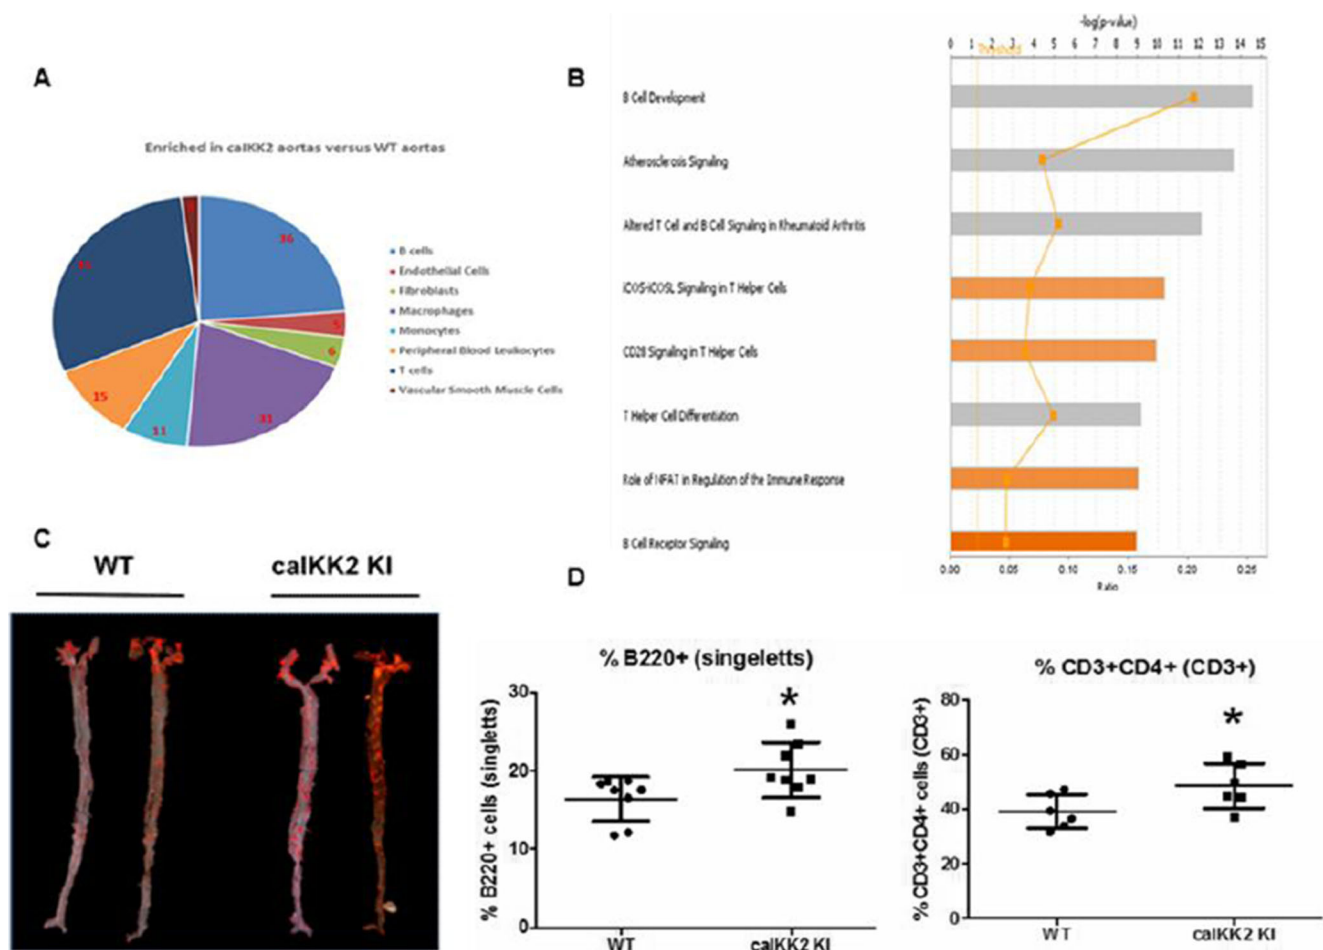 A
Enriched in caIKK2 aortas versus WT aortas
36
5
6
31
11
15
B cells
Endothelial Cells
Fibroblasts
Macrophages
Monocytes
Peripheral Blood Leukocytes
T cells
Vascular Smooth Muscle Cells
B
-log(p-value)
0 1 2 3 4 5 6 7 8 9 10 11 12 13 14 15
Threshold
B Cell Development
Atherosclerosis Signaling
Altered T Cell and B Cell Signaling in Rheumatoid Arthritis
iCOS-iCOSL Signaling in T Helper Cells
CD28 Signaling in T Helper Cells
T Helper Cell Differentiation
Role of NFAT in Regulation of the Immune Response
B Cell Receptor Signaling
0.00 0.05 0.10 0.15 0.20 0.25
Ratio
C
WT caIKK2 KI
D
% B220+ (singeletts)
% B220+ cells (singletts)
30
20
10
0
*
WT caIKK2 KI
% CD3+CD4+ (CD3+)
% CD3+CD4+ cells (CD3+)
80
60
40
20
0
*
WT caIKK2 KI